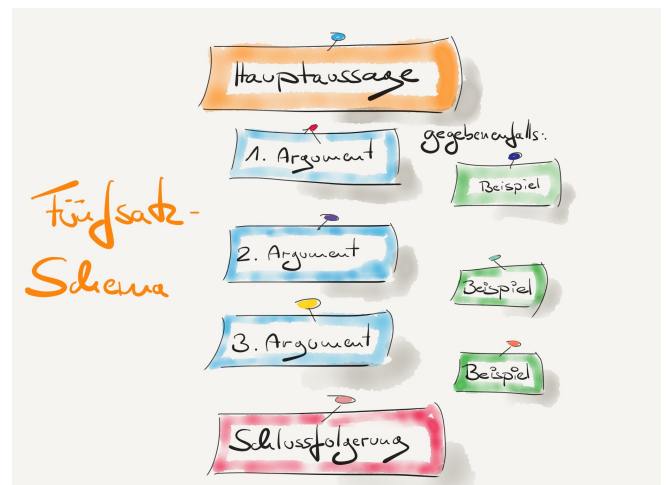 Hauptaussage
1. Argument
gegebenenfalls:
Beispiel
Fünfsatz-
Schema
2. Argument
Beispiel
3. Argument
Beispiel
Schlussfolgerung